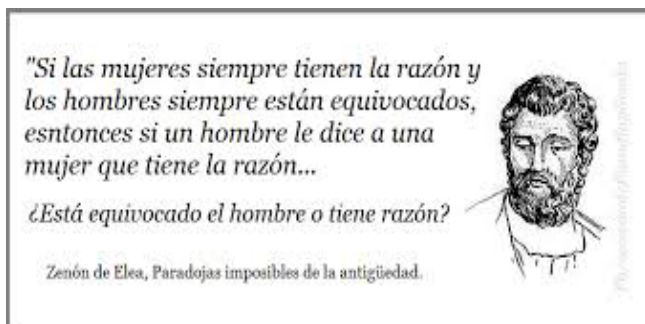 "Si las mujeres siempre tienen la razón y
los hombres siempre están equivocados,
esntonces si un hombre le dice a una
mujer que tiene la razón...
¿Está equivocado el hombre o tiene razón?
Zenón de Elea, Paradojas imposibles de la antigüedad.